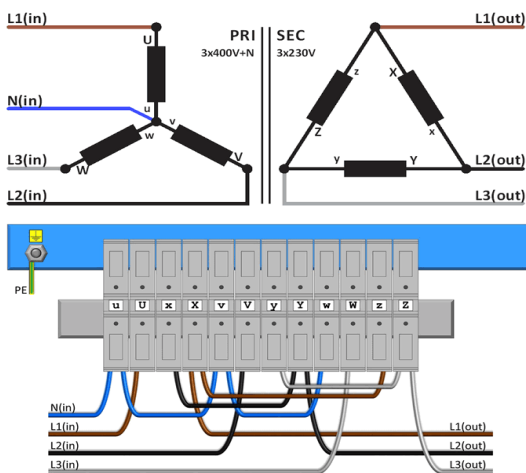 L1(in)
U
PRI
SEC
L1(out)
3x400V+N
3x230V
z
X
N(in)
u
w
v
Z
x
L3(in)
W
V
y
Y
L2(out)
L2(in)
L3(out)
PE
u U x X v V y Y w W z Z
N(in)
L1(in)
L1(out)
L2(in)
L2(out)
L3(in)
L3(out)